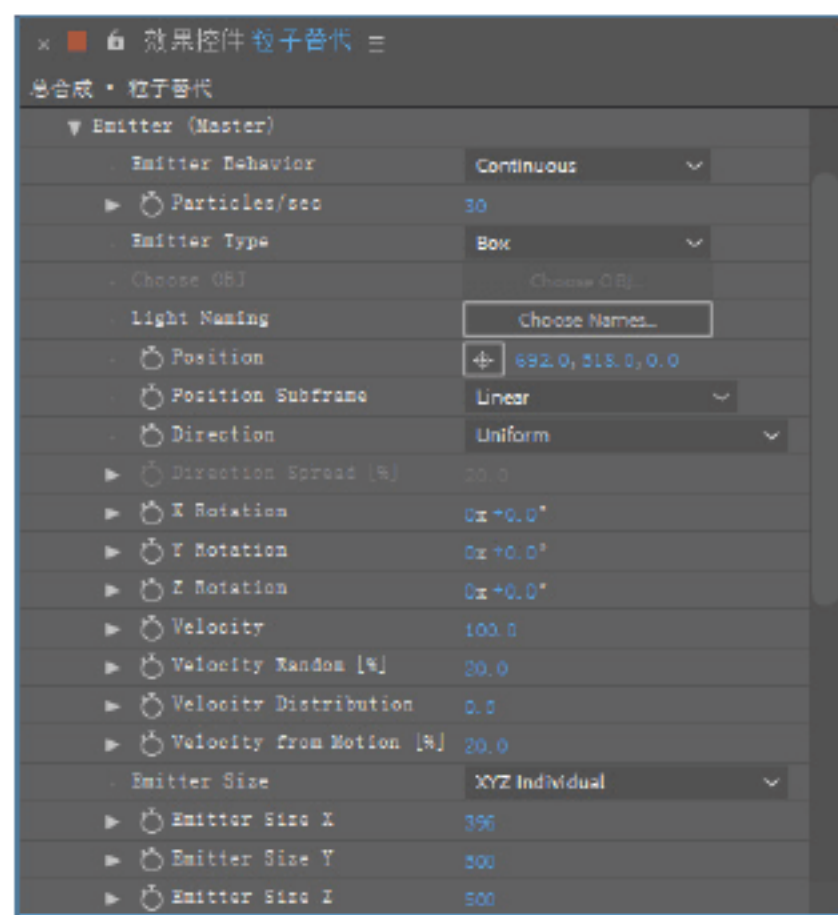 × 效果控件 粒子替代 ≡
总合成 • 粒子替代
Emitter (Master)
Emitter Behavior Continuous
Particles/sec 30
Emitter Type Box
Choose OBJ Choose OBJ...
Light Naming Choose Names...
Position 692.0, 518.0, 0.0
Position Subframe Linear
Direction Uniform
Direction Spread [%] 20.0
X Rotation 0x +0.0°
Y Rotation 0x +0.0°
Z Rotation 0x +0.0°
Velocity 100.0
Velocity Random [%] 20.0
Velocity Distribution 0.5
Velocity from Motion [%] 20.0
Emitter Size XYZ Individual
Emitter Size X 396
Emitter Size Y 500
Emitter Size Z 500